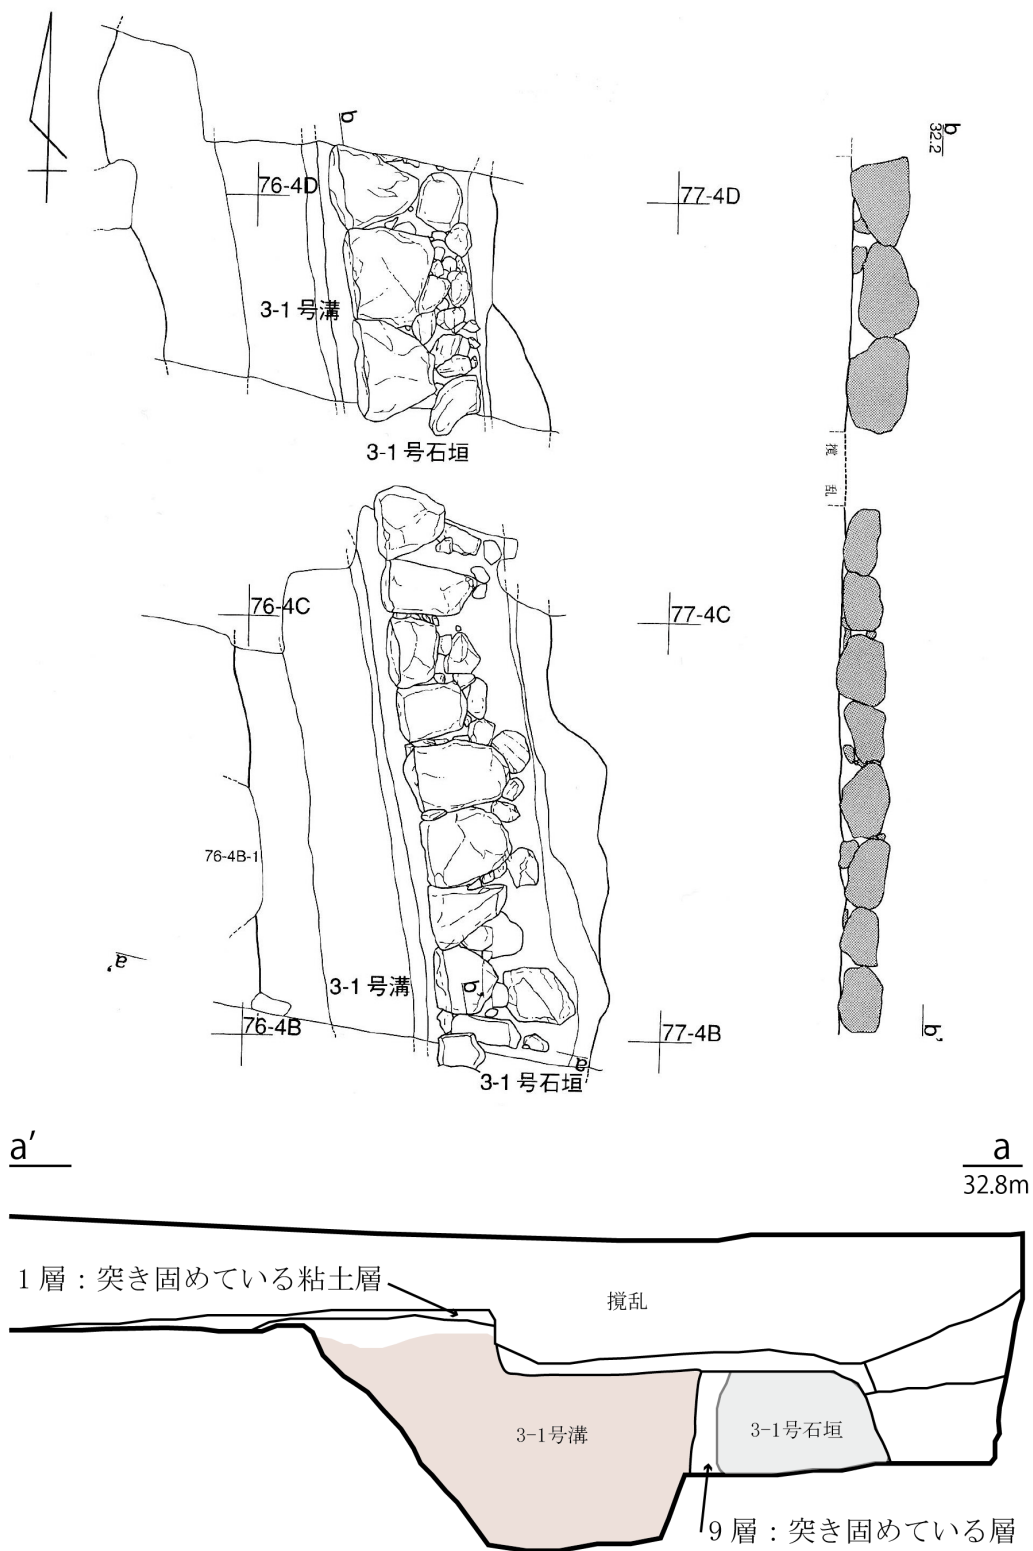 b
b
32.2
76-4D
77-4D
3-1号溝
3-1号石垣
撹
乱
76-4C
77-4C
76-4B-1
a'
3-1号溝
b'
b'
76-4B
77-4B
a
3-1号石垣
a'
a
32.8m
1層：突き固めている粘土層
撹乱
3-1号溝
3-1号石垣
9層：突き固めている層